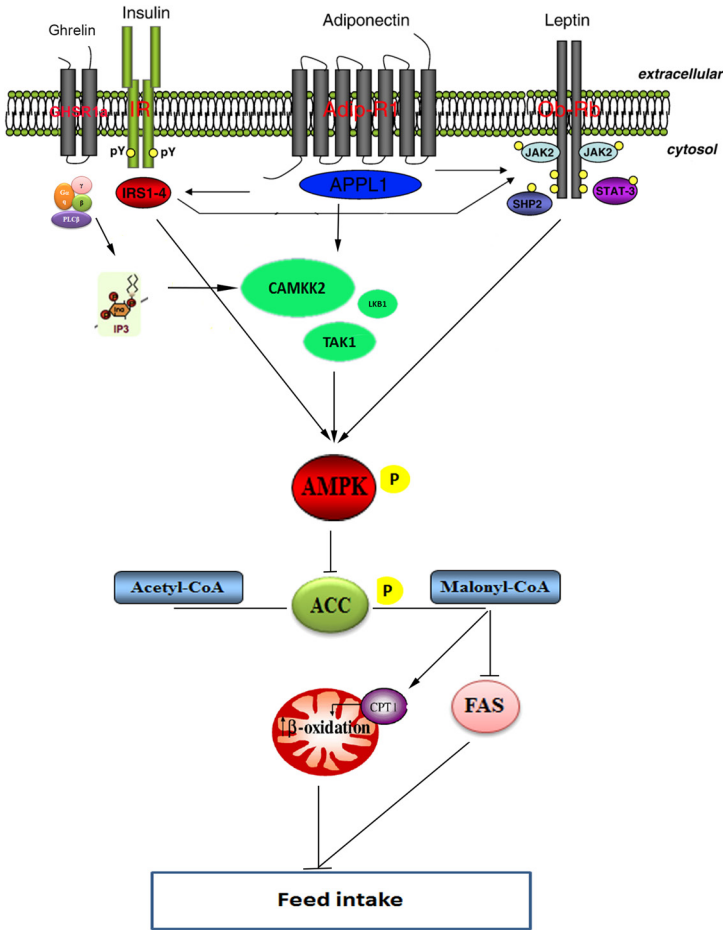 Ghrelin
Insulin
Adiponectin
Leptin
extracellular
GHSR1a
IR
Adip-R1
Ob-Rb
cytosol
pY
pY
JAK2
JAK2
Gα
q
γ
β
PLCβ
IRS1-4
APPL1
SHP2
STAT-3
CAMKK2
LKB1
Ino
IP3
TAK1
AMPK
P
Acetyl-CoA
ACC
P
Malonyl-CoA
CPT1
β-oxidation
FAS
Feed intake